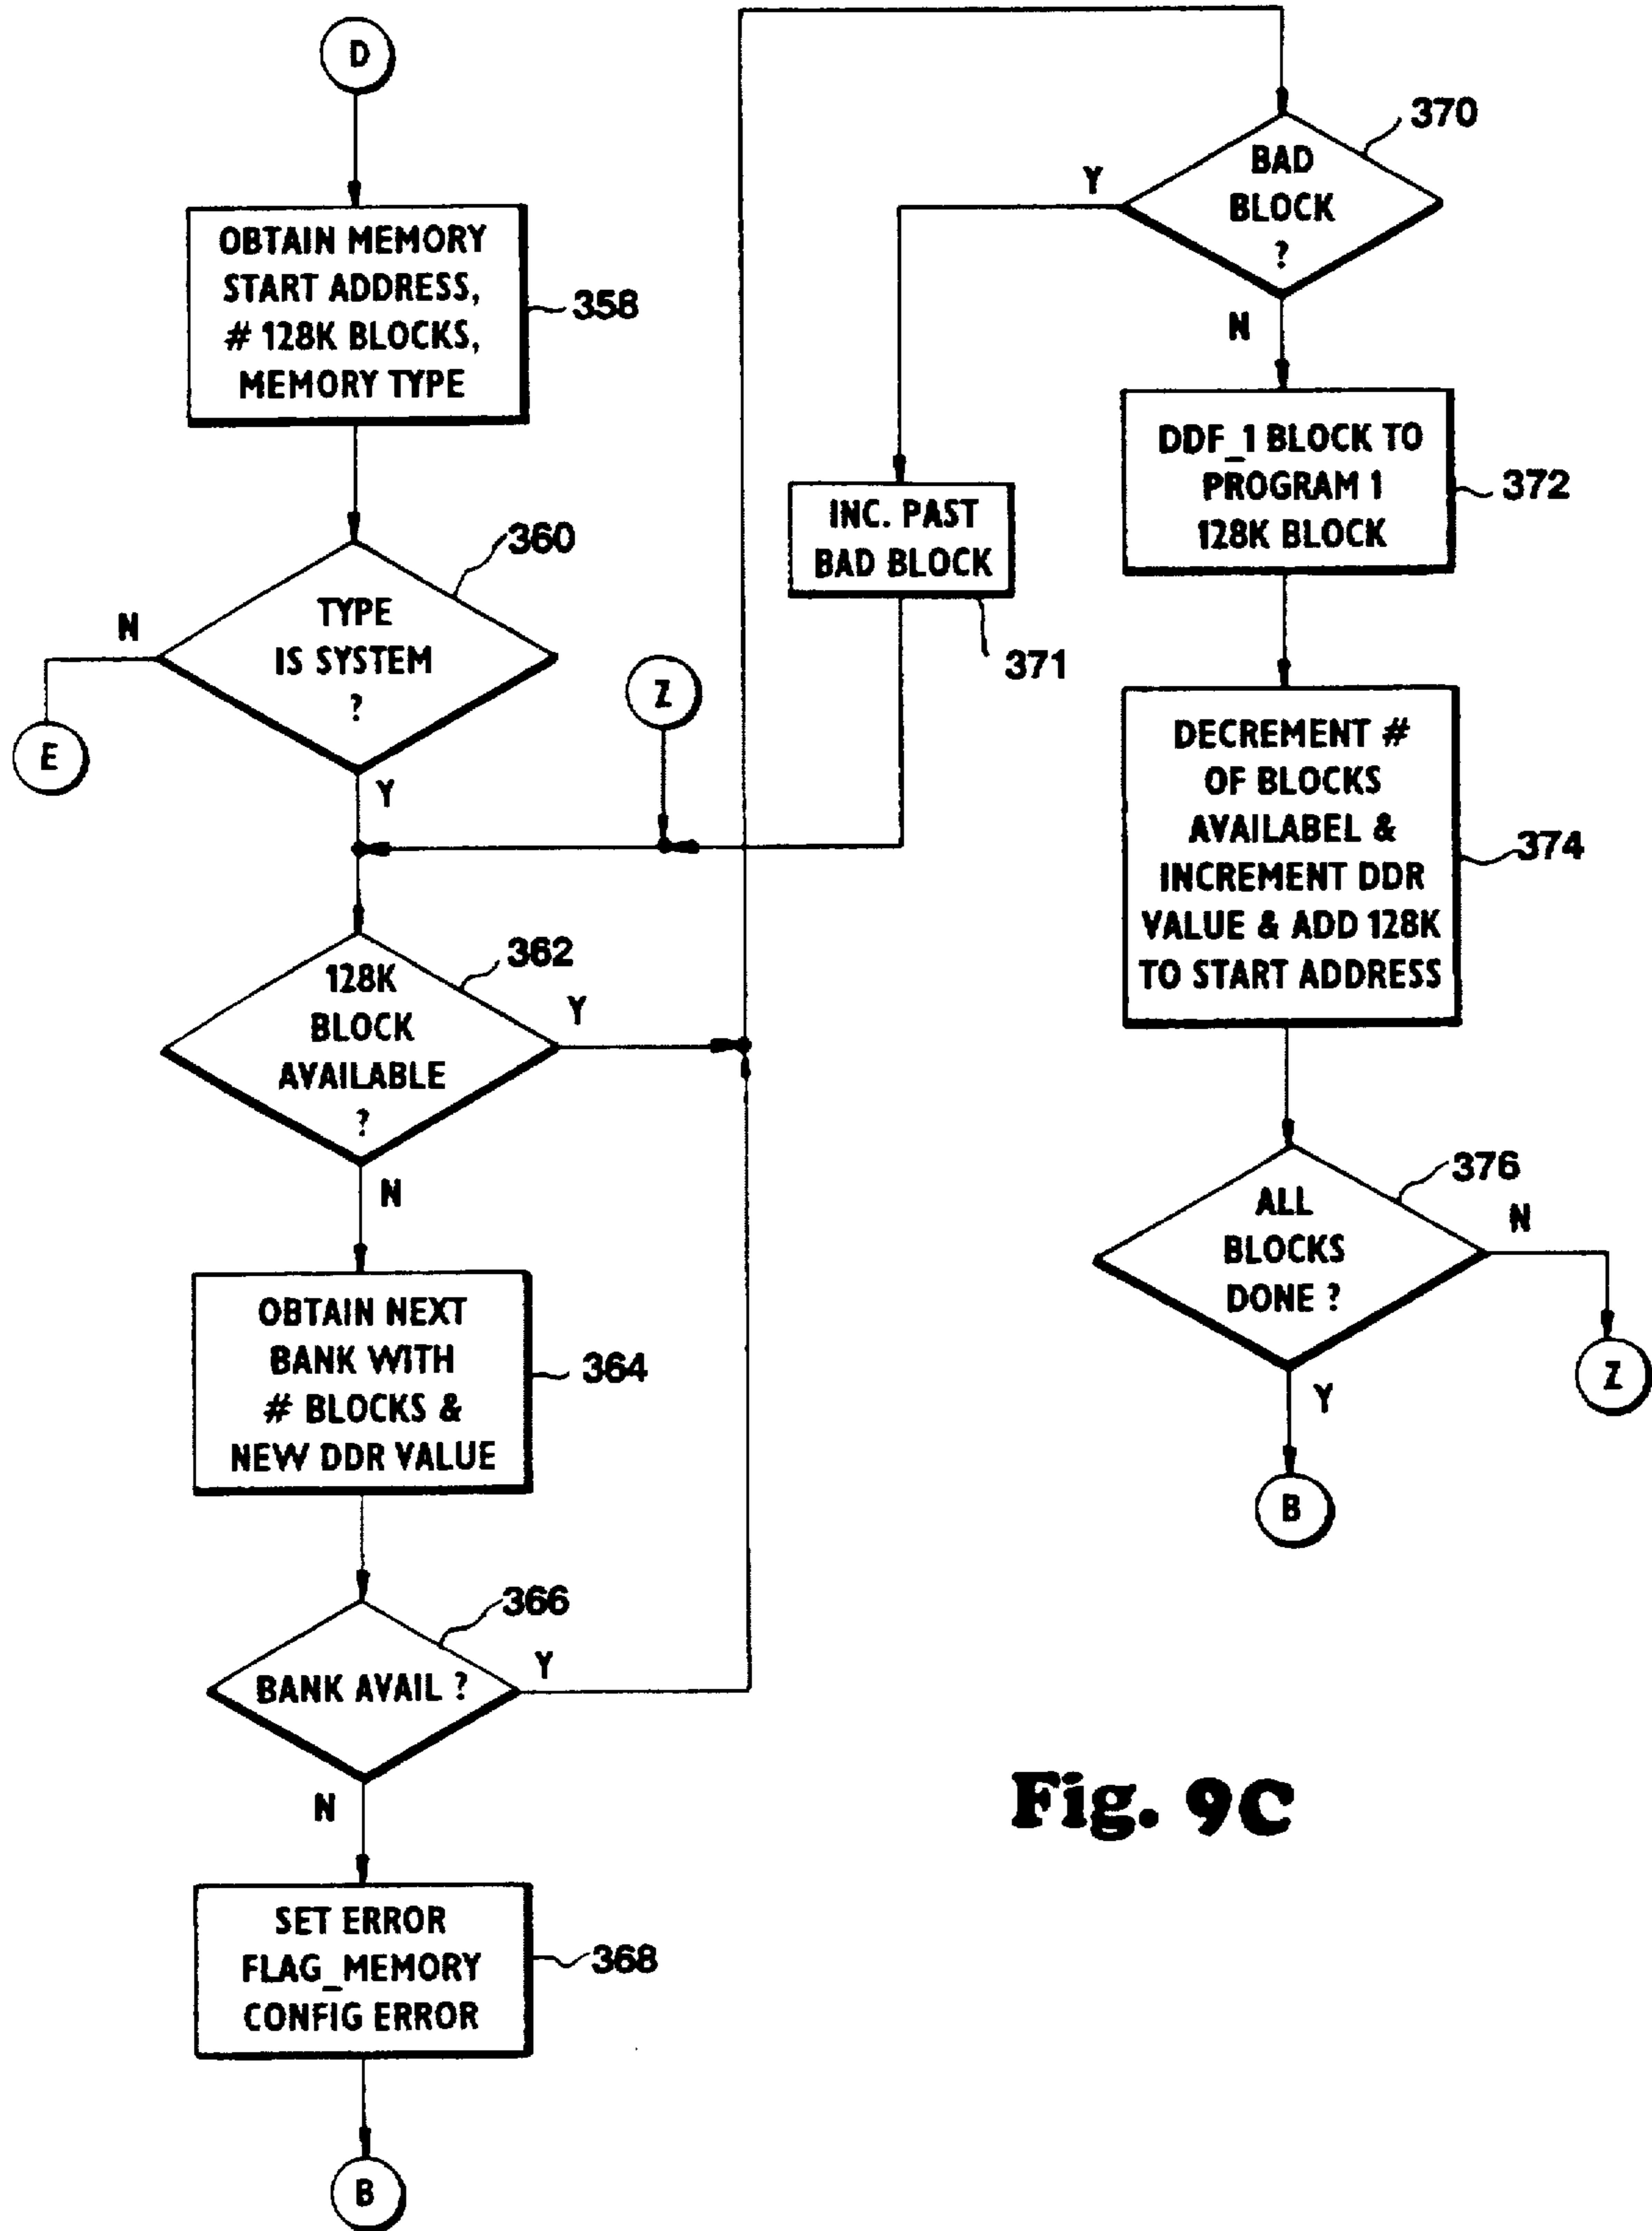 D
OBTAIN MEMORY
START ADDRESS,
# 128K BLOCKS,
MEMORY TYPE
358
360
TYPE
IS SYSTEM
?
N
E
Y
Z
128K
BLOCK
AVAILABLE
?
362
Y
N
OBTAIN NEXT
BANK WITH
# BLOCKS &
NEW DDR VALUE
364
366
BANK AVAIL ?
Y
N
SET ERROR
FLAG_MEMORY
CONFIG ERROR
368
B
370
BAD
BLOCK
?
Y
N
INC. PAST
BAD BLOCK
371
DDF_1 BLOCK TO
PROGRAM 1
128K BLOCK
372
DECREMENT #
OF BLOCKS
AVAILABEL &
INCREMENT DDR
VALUE & ADD 128K
TO START ADDRESS
374
376
ALL
BLOCKS
DONE ?
N
Z
Y
B
Fig. 9C